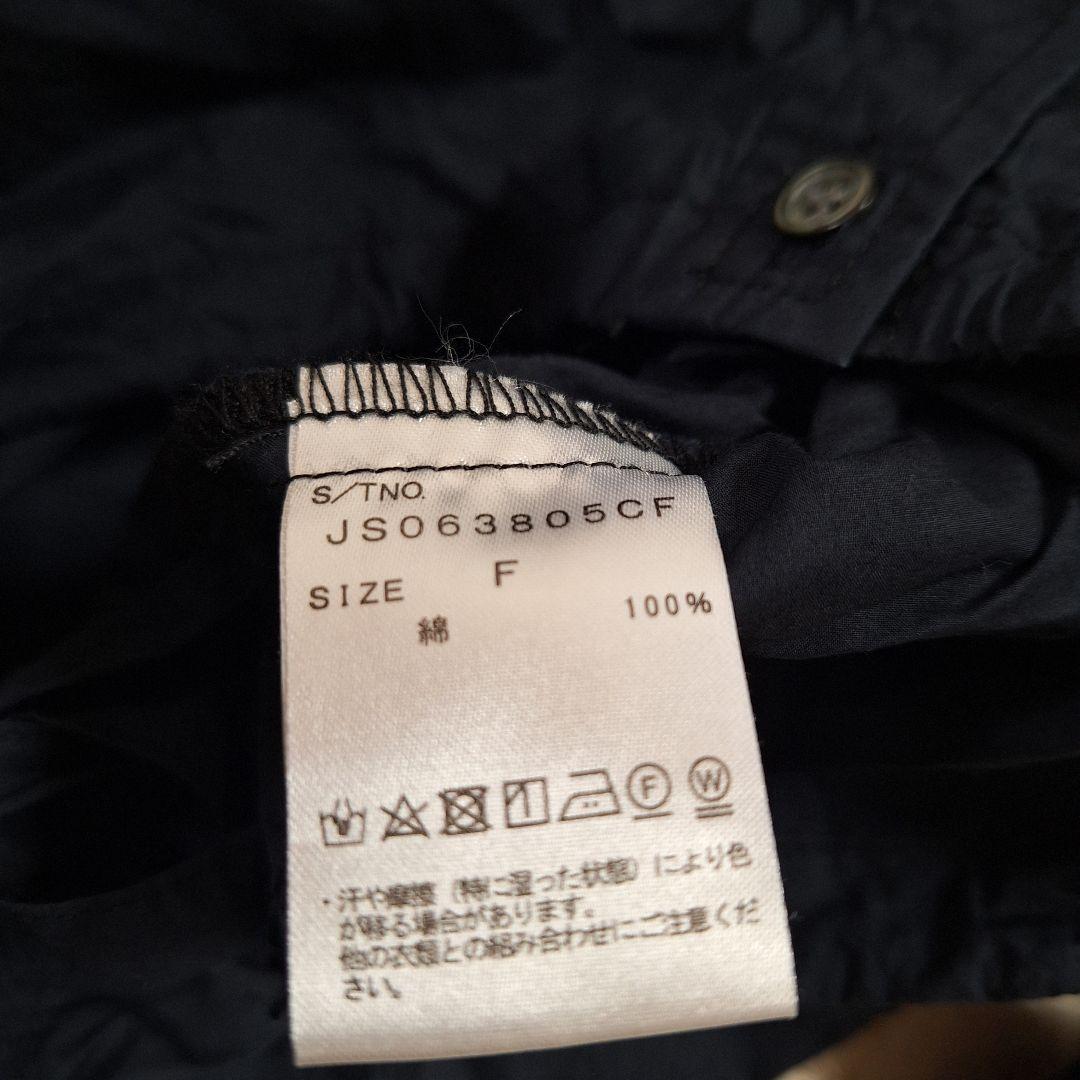 S/TNO.
JS063805CF
SIZE F
綿 100%
F W
・汗や摩擦(特に湿った状態)により色
が移る場合があります。
他の衣類との組み合わせにご注意くだ
さい。